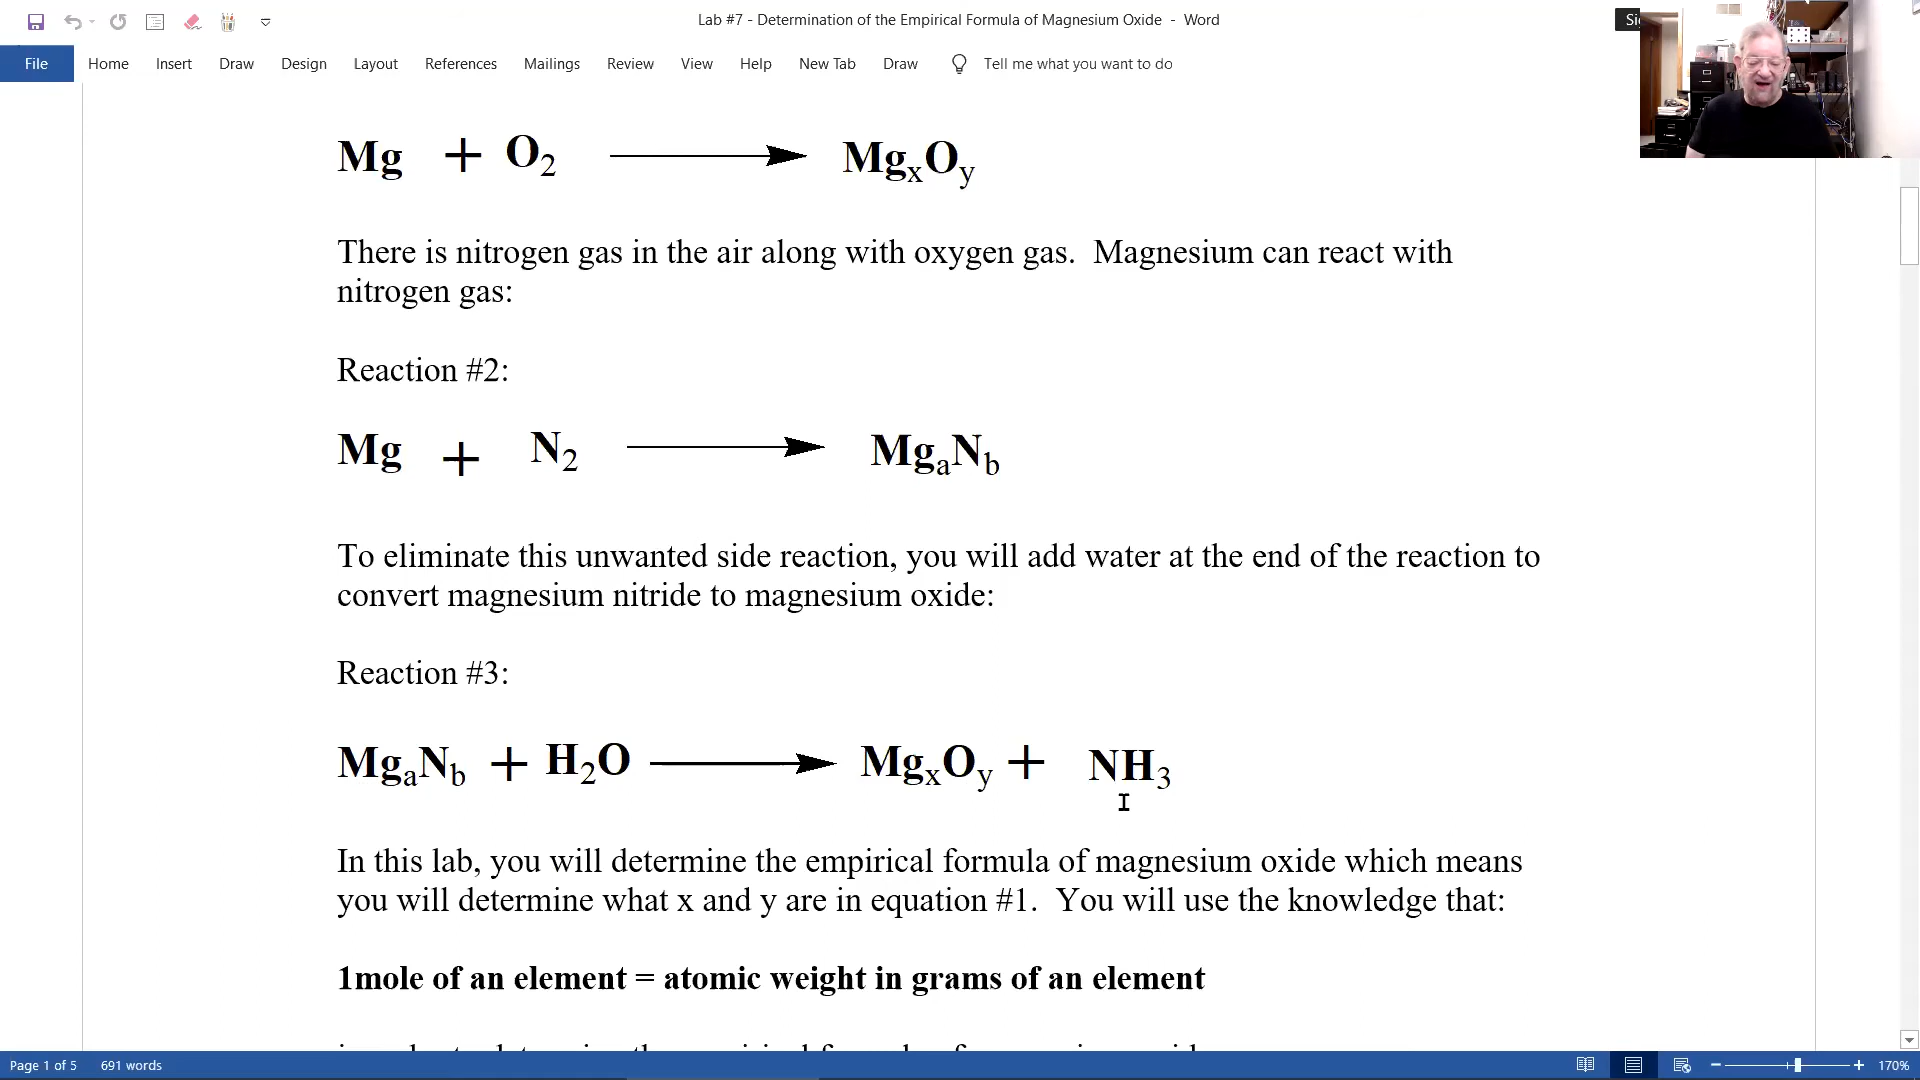 Lab #7 - Determination of the Empirical Formula of Magnesium Oxide - Word
File Home Insert Draw Design Layout References Mailings Review View Help New Tab Draw Tell me what you want to do
Mg + O₂ → MgₓOᵧ
There is nitrogen gas in the air along with oxygen gas.  Magnesium can react with
nitrogen gas:
Reaction #2:
Mg + N₂ → MgaNb
To eliminate this unwanted side reaction, you will add water at the end of the reaction to
convert magnesium nitride to magnesium oxide:
Reaction #3:
MgaNb + H₂O → MgₓOᵧ + NH₃
In this lab, you will determine the empirical formula of magnesium oxide which means
you will determine what x and y are in equation #1.  You will use the knowledge that:
1mole of an element = atomic weight in grams of an element
Page 1 of 5 691 words 170%